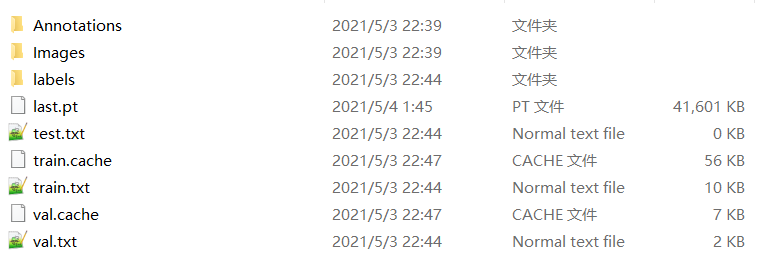 Annotations 2021/5/3 22:39 文件夹
Images 2021/5/3 22:39 文件夹
labels 2021/5/3 22:44 文件夹
last.pt 2021/5/4 1:45 PT 文件 41,601 KB
test.txt 2021/5/3 22:44 Normal text file 0 KB
train.cache 2021/5/3 22:47 CACHE 文件 56 KB
train.txt 2021/5/3 22:44 Normal text file 10 KB
val.cache 2021/5/3 22:47 CACHE 文件 7 KB
val.txt 2021/5/3 22:44 Normal text file 2 KB